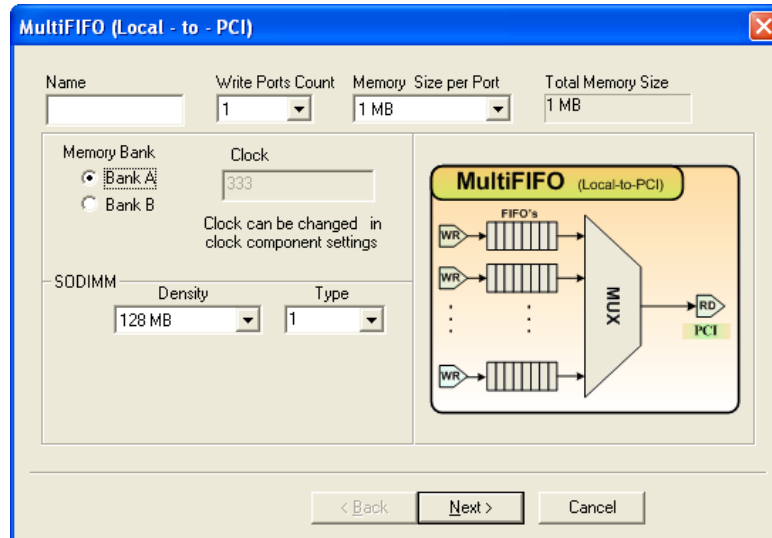 MultiFIFO (Local - to - PCI)
Name
Write Ports Count
Memory Size per Port
Total Memory Size
1
1 MB
1 MB
Memory Bank
Bank A
Bank B
Clock
333
Clock can be changed in
clock component settings
SODIMM
Density
Type
128 MB
1
MultiFIFO (Local-to-PCI)
FIFO's
WR
WR
WR
MUX
RD
PCI
< Back
Next >
Cancel